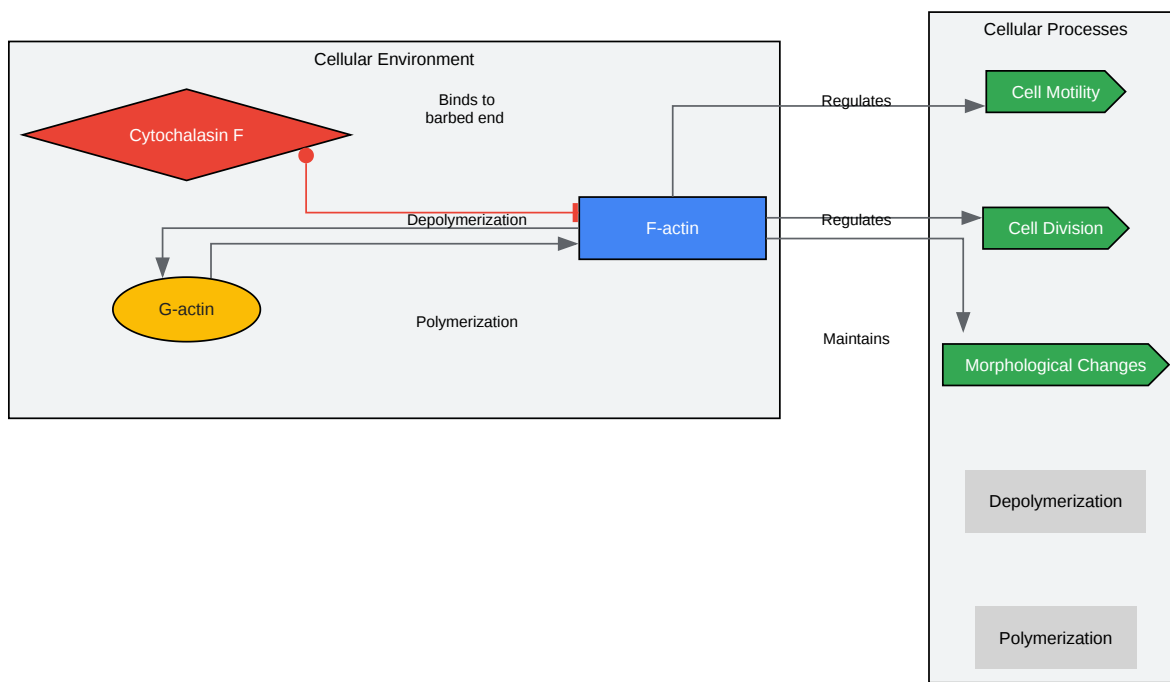 Cellular Environment
Binds to
barbed end
Cytochalasin F
Depolymerization
F-actin
G-actin
Polymerization
Regulates
Regulates
Maintains
Cellular Processes
Cell Motility
Cell Division
Morphological Changes
Depolymerization
Polymerization